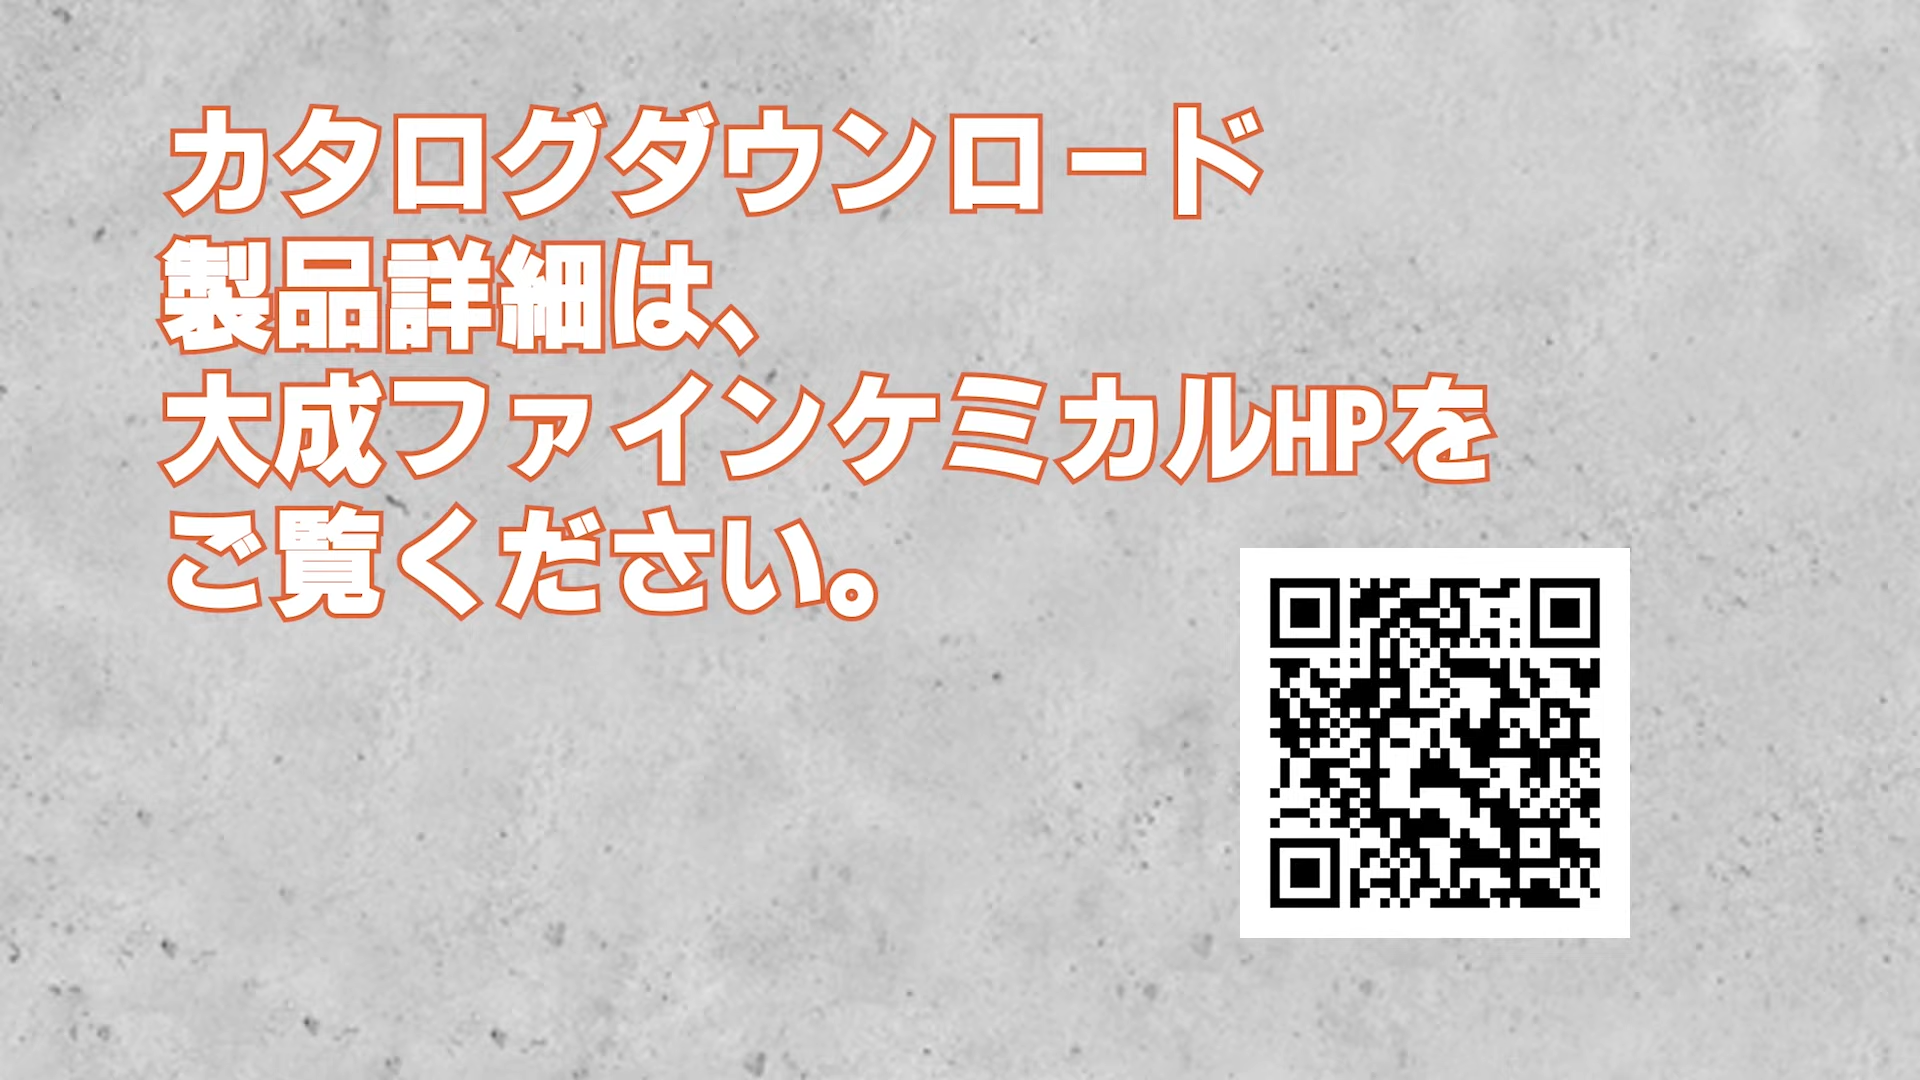 カタログダウンロード
製品詳細は、
大成ファインケミカルHPを
ご覧ください。